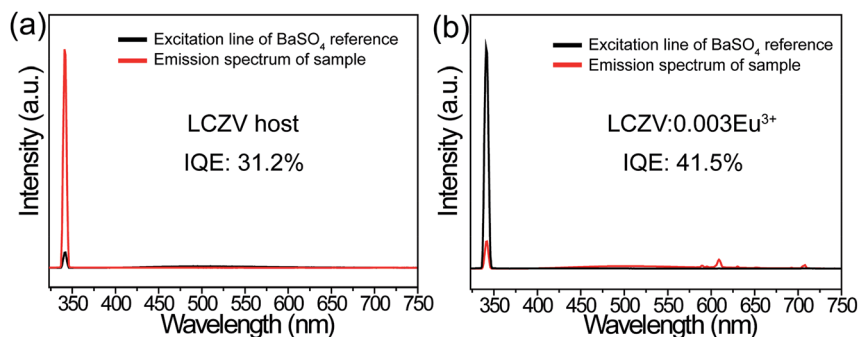 (a)
Excitation line of BaSO₄ reference
Emission spectrum of sample
LCZV host
IQE: 31.2%
Intensity (a.u.)
350 400 450 500 550 600 650 700 750
Wavelength (nm)
(b)
Excitation line of BaSO₄ reference
Emission spectrum of sample
LCZV:0.003Eu³⁺
IQE: 41.5%
Intensity (a.u.)
350 400 450 500 550 600 650 700 750
Wavelength (nm)